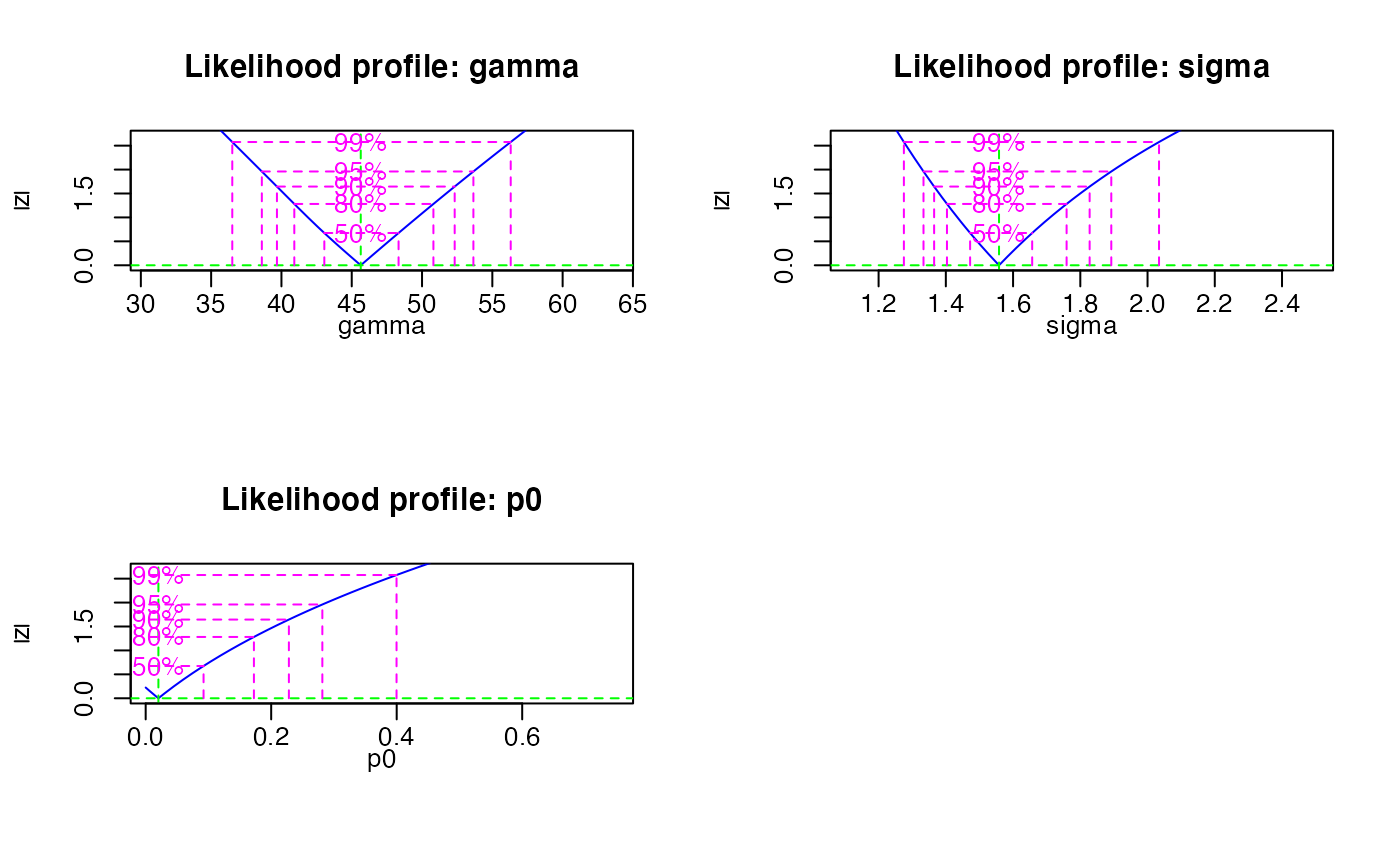 Likelihood profile: gamma
|z|
0.0 1.5
99%
95%
90%
80%
50%
30 35 40 45 50 55 60 65
gamma
Likelihood profile: sigma
|z|
0.0 1.5
99%
95%
90%
80%
50%
1.2 1.4 1.6 1.8 2.0 2.2 2.4
sigma
Likelihood profile: p0
|z|
0.0 1.5
99%
95%
90%
80%
50%
0.0 0.2 0.4 0.6
p0